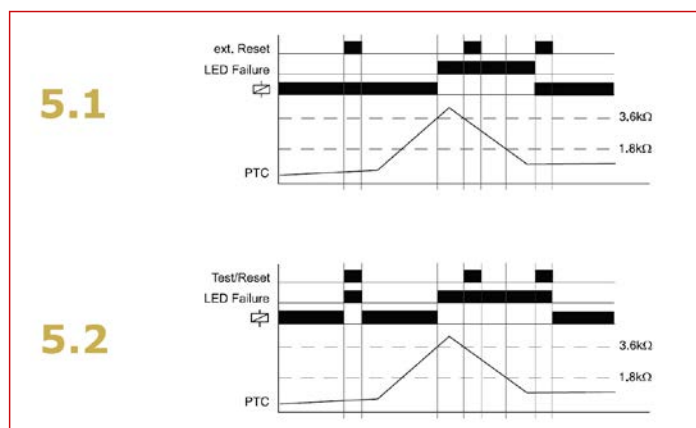 5.1
ext. Reset
LED Failure
3.6kΩ
1.8kΩ
PTC
5.2
Test/Reset
LED Failure
3.6kΩ
1.8kΩ
PTC